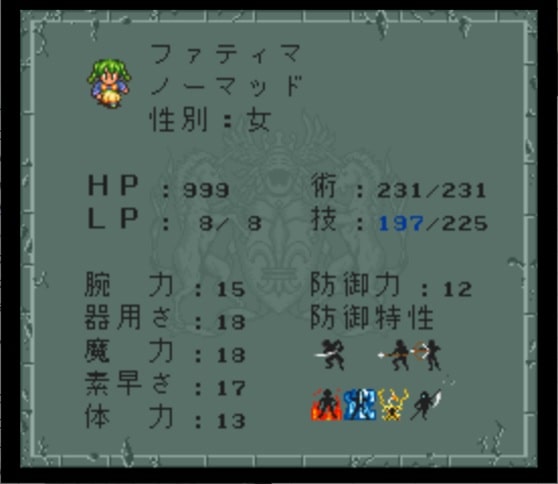 ファティマ
ノーマッド
性別：女
HP：999 術：231/231
LP： 8/ 8 技：197/225
腕 力：15 防御力：12
器用さ：18 防御特性
魔 力：18
素早さ：17
体 力：13